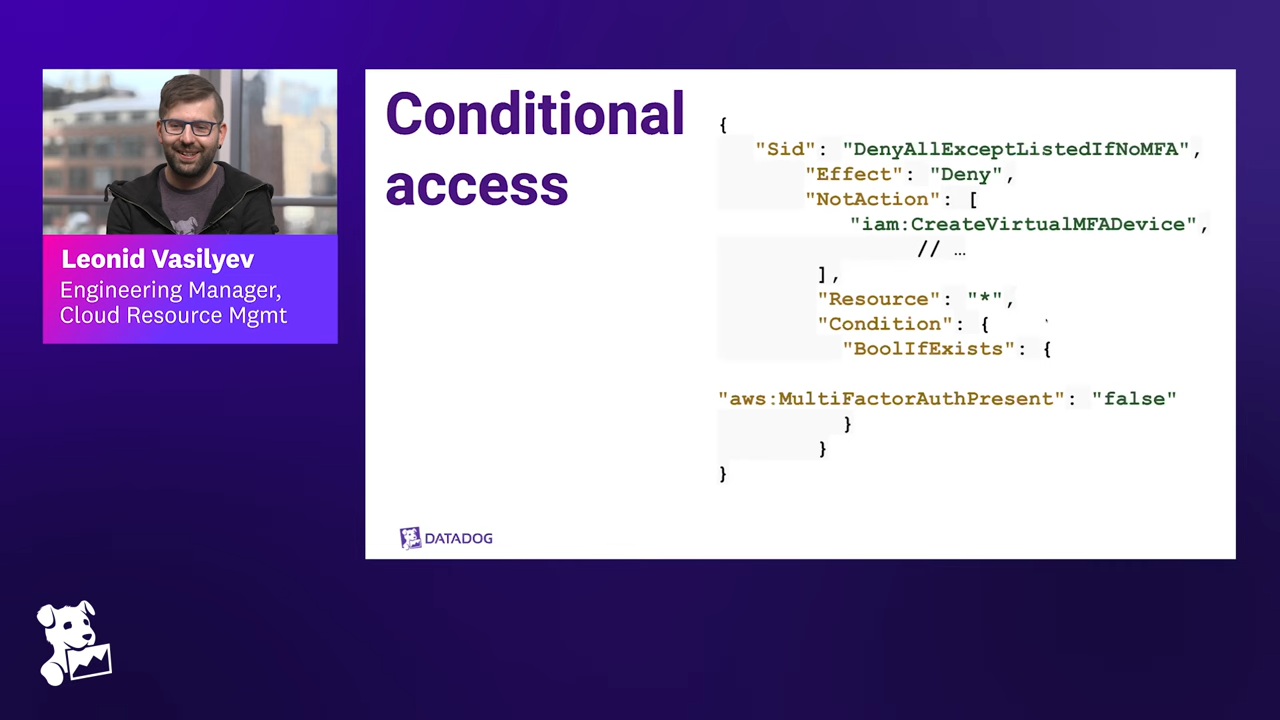 Leonid Vasilyev
Engineering Manager,
Cloud Resource Mgmt
Conditional
access
{
"Sid": "DenyAllExceptListedIfNoMFA",
"Effect": "Deny",
"NotAction": [
"iam:CreateVirtualMFADevice",
// …
],
"Resource": "*",
"Condition": { `
"BoolIfExists": {
"aws:MultiFactorAuthPresent": "false"
}
}
}
DATADOG